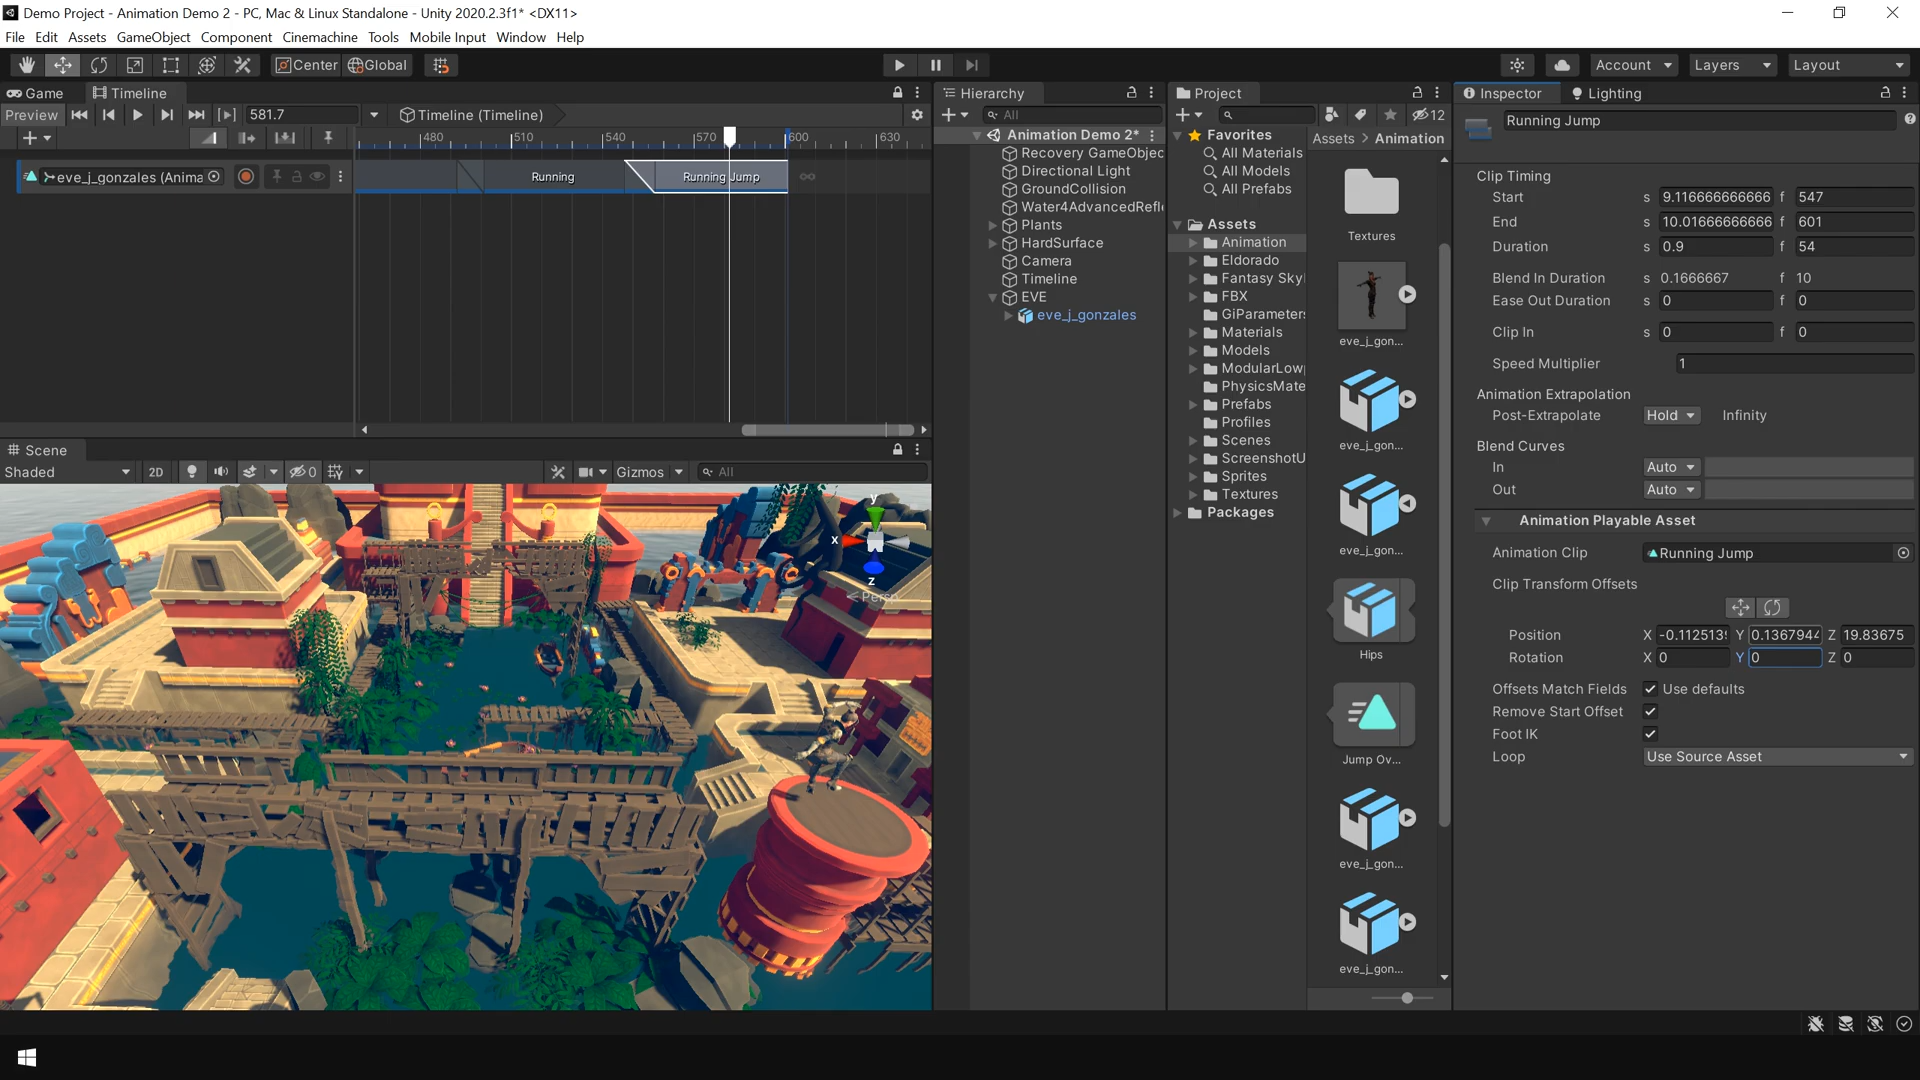 Demo Project - Animation Demo 2 - PC, Mac & Linux Standalone - Unity 2020.2.3f1* <DX11>
File Edit Assets GameObject Component Cinemachine Tools Mobile Input Window Help
Center Global Account Layers Layout
Game Timeline
Preview 581.7 Timeline (Timeline)
480 510 540 570 600 630
eve_j_gonzales (Anima Running Running Jump
Scene
Shaded 2D 0 Gizmos All
y
x
z
Persp
Hierarchy
All
Animation Demo 2*
Recovery GameObjec
Directional Light
GroundCollision
Water4AdvancedRefle
Plants
HardSurface
Camera
Timeline
EVE
eve_j_gonzales
Project
12
Favorites
All Materials
All Models
All Prefabs
Assets
Animation
Eldorado
Fantasy Skyl
FBX
GiParameters
Materials
Models
ModularLowp
PhysicsMate
Prefabs
Profiles
Scenes
ScreenshotU
Sprites
Textures
Packages
Assets Animation
Textures
eve_j_gon...
eve_j_gon...
eve_j_gon...
Hips
Jump Ov...
eve_j_gon...
eve_j_gon...
Inspector Lighting
Running Jump
Clip Timing
Start s 9.116666666666 f 547
End s 10.01666666666 f 601
Duration s 0.9 f 54
Blend In Duration s 0.1666667 f 10
Ease Out Duration s 0 f 0
Clip In s 0 f 0
Speed Multiplier 1
Animation Extrapolation
Post-Extrapolate Hold Infinity
Blend Curves
In Auto
Out Auto
Animation Playable Asset
Animation Clip Running Jump
Clip Transform Offsets
Position X -0.112513 Y 0.1367944 Z 19.83675
Rotation X 0 Y 0 Z 0
Offsets Match Fields Use defaults
Remove Start Offset
Foot IK
Loop Use Source Asset